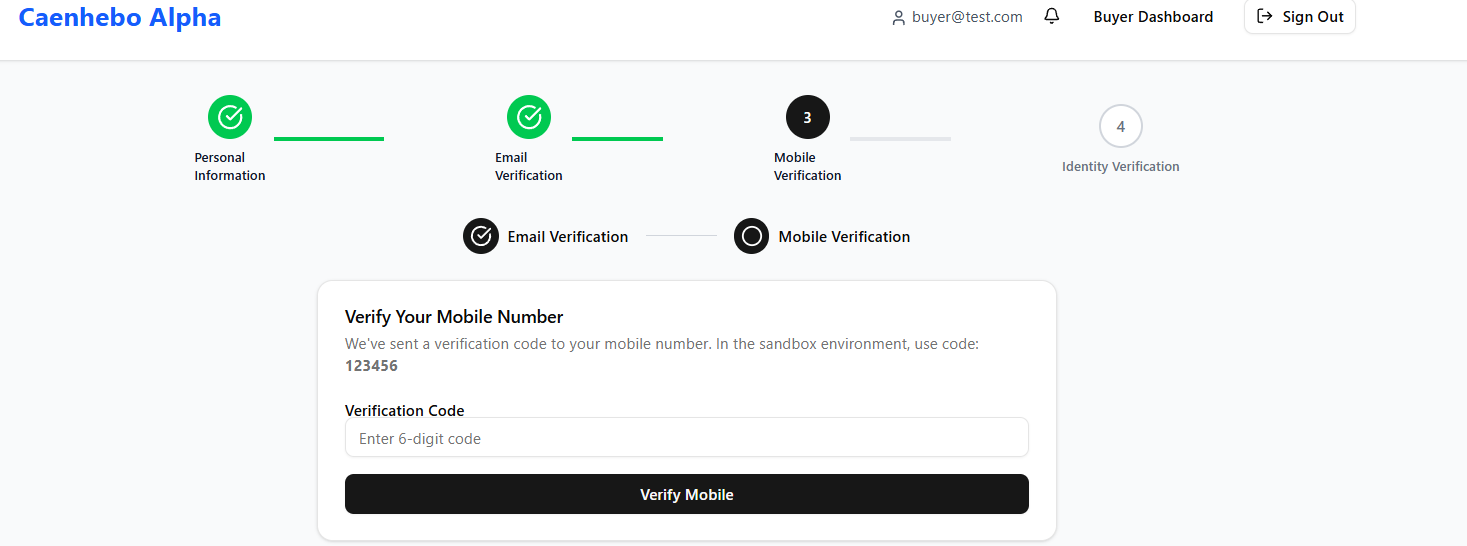 Caenhebo Alpha
buyer@test.com
Buyer Dashboard
Sign Out
Personal
Information
Email
Verification
3
Mobile
Verification
4
Identity Verification
Email Verification
Mobile Verification
Verify Your Mobile Number
We've sent a verification code to your mobile number. In the sandbox environment, use code:
123456
Verification Code
Enter 6-digit code
Verify Mobile